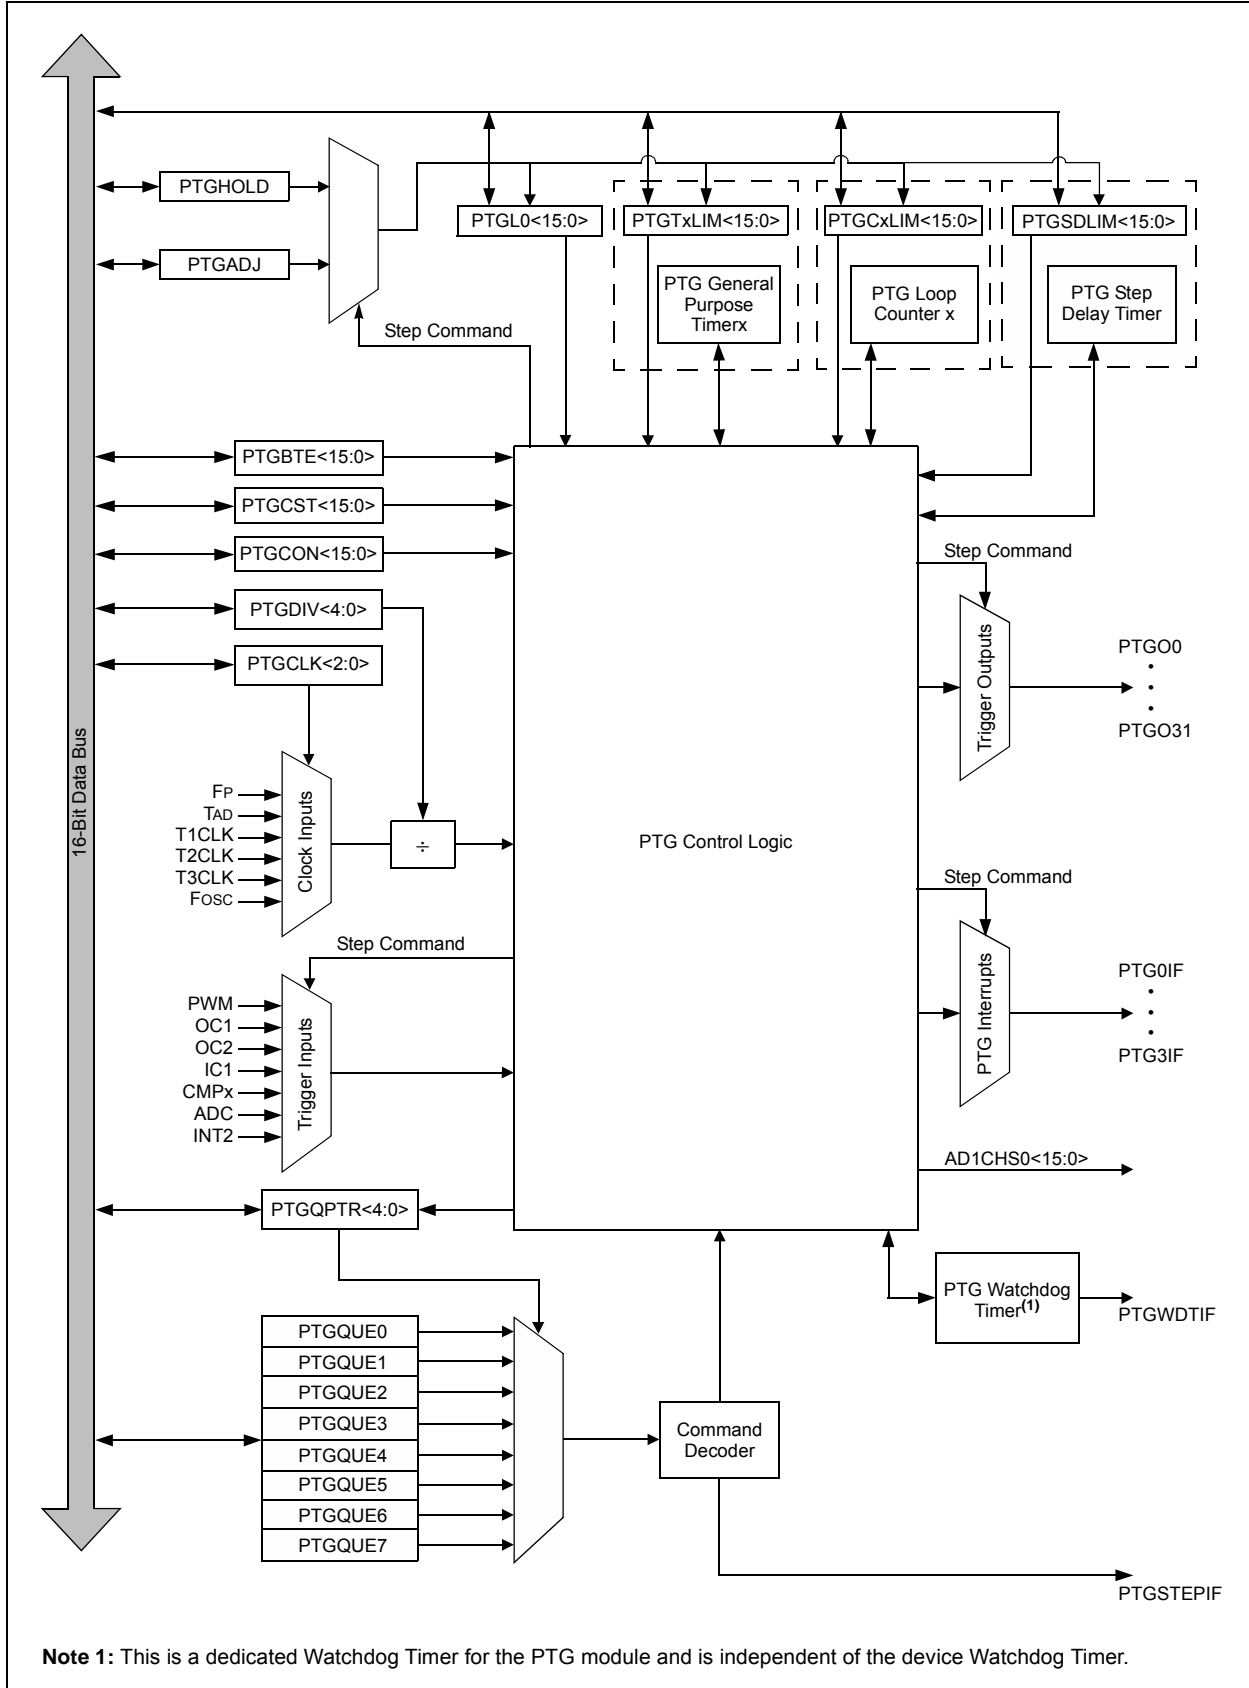 PTGHOLD
PTGADJ
PTGL0<15:0>
PTGTxLIM<15:0>
PTGCxLIM<15:0>
PTGSDLIM<15:0>
PTG General
Purpose
Timerx
PTG Loop
Counter x
PTG Step
Delay Timer
Step Command
PTGBTE<15:0>
PTGCST<15:0>
PTGCON<15:0>
PTGDIV<4:0>
PTGCLK<2:0>
16-Bit Data Bus
FP
TAD
T1CLK
T2CLK
T3CLK
FOSC
Clock Inputs
÷
PTG Control Logic
Step Command
Trigger Outputs
PTGO0
•
•
•
PTGO31
Step Command
PWM
OC1
OC2
IC1
CMPx
ADC
INT2
Trigger Inputs
Step Command
PTG Interrupts
PTG0IF
•
•
•
PTG3IF
AD1CHS0<15:0>
PTGQPTR<4:0>
PTG Watchdog
Timer(1)
PTGWDTIF
PTGQUE0
PTGQUE1
PTGQUE2
PTGQUE3
PTGQUE4
PTGQUE5
PTGQUE6
PTGQUE7
Command
Decoder
PTGSTEPIF
Note 1: This is a dedicated Watchdog Timer for the PTG module and is independent of the device Watchdog Timer.